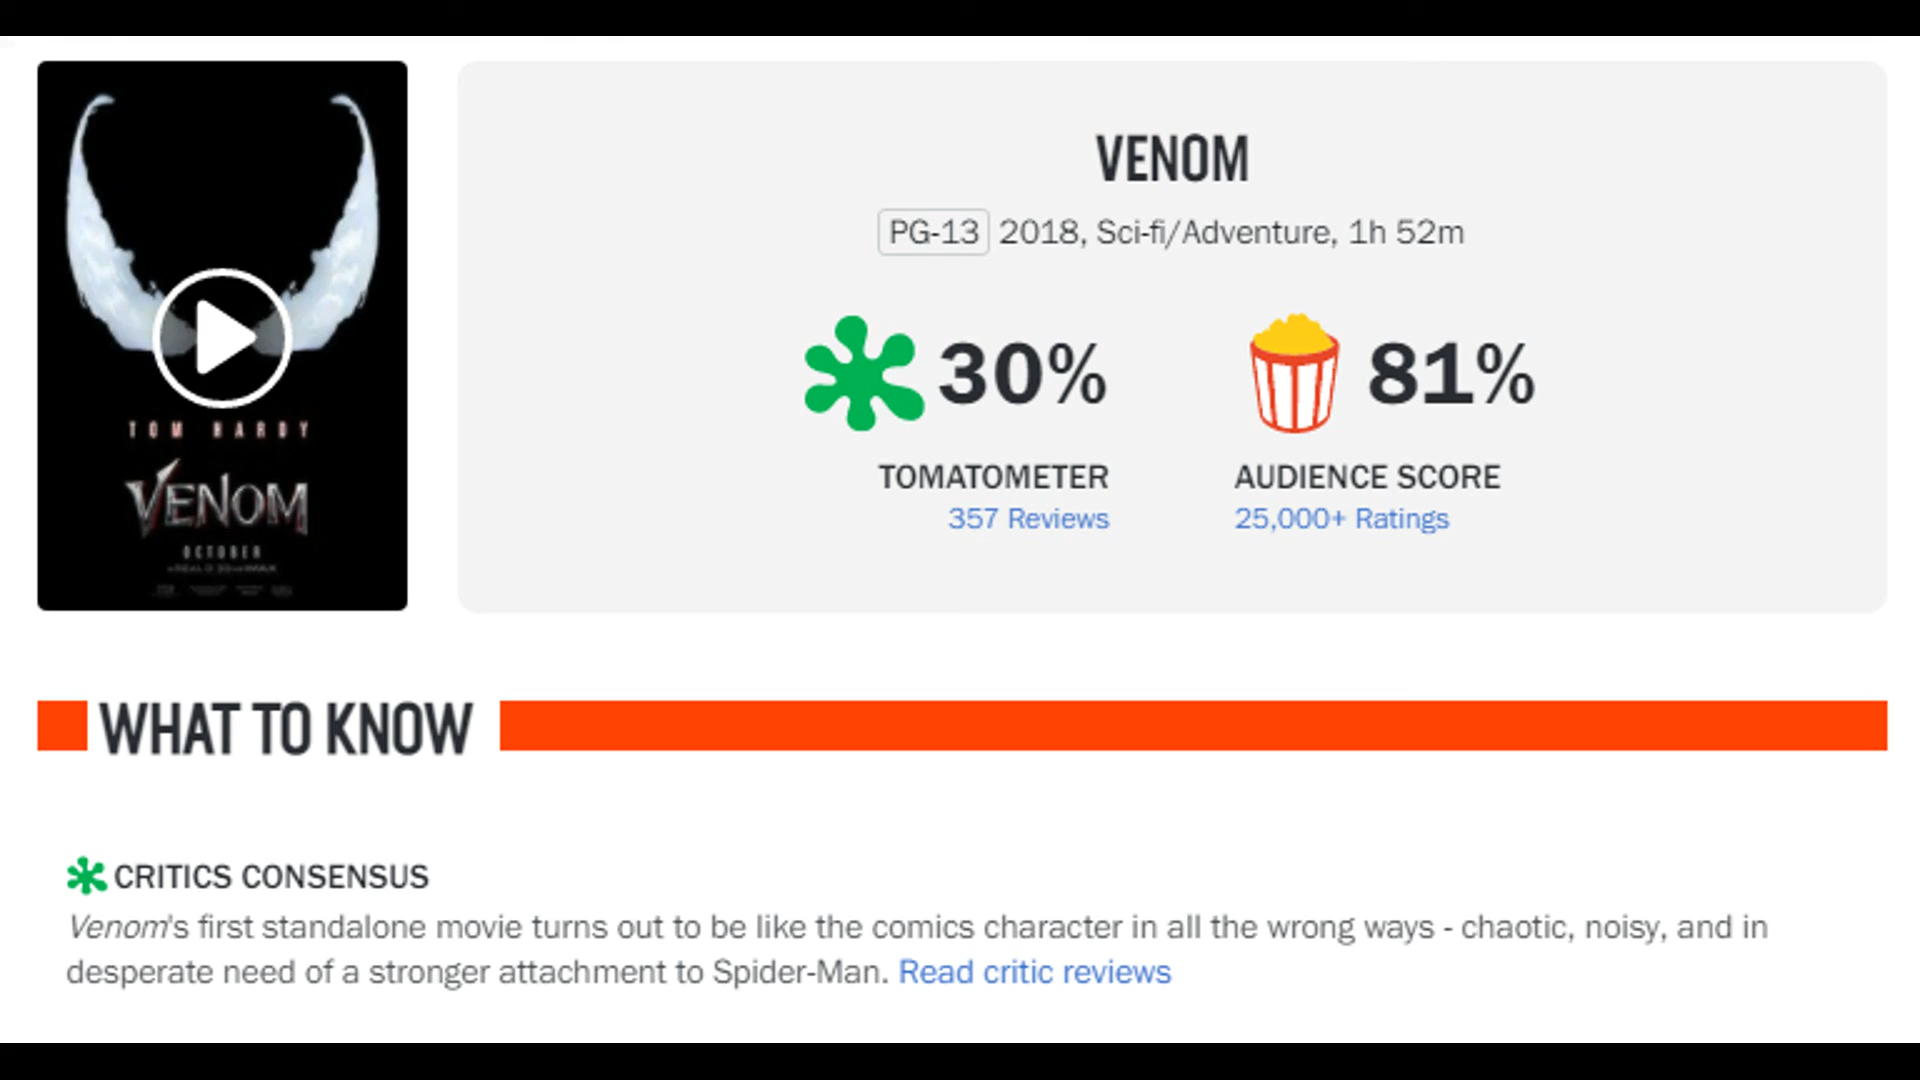 VENOM
PG-13 2018, Sci-fi/Adventure, 1h 52m
30%
81%
TOMATOMETER
AUDIENCE SCORE
357 Reviews
25,000+ Ratings
TOM HARDY
VENOM
OCTOBER
WHAT TO KNOW
CRITICS CONSENSUS
Venom's first standalone movie turns out to be like the comics character in all the wrong ways - chaotic, noisy, and in
desperate need of a stronger attachment to Spider-Man. Read critic reviews